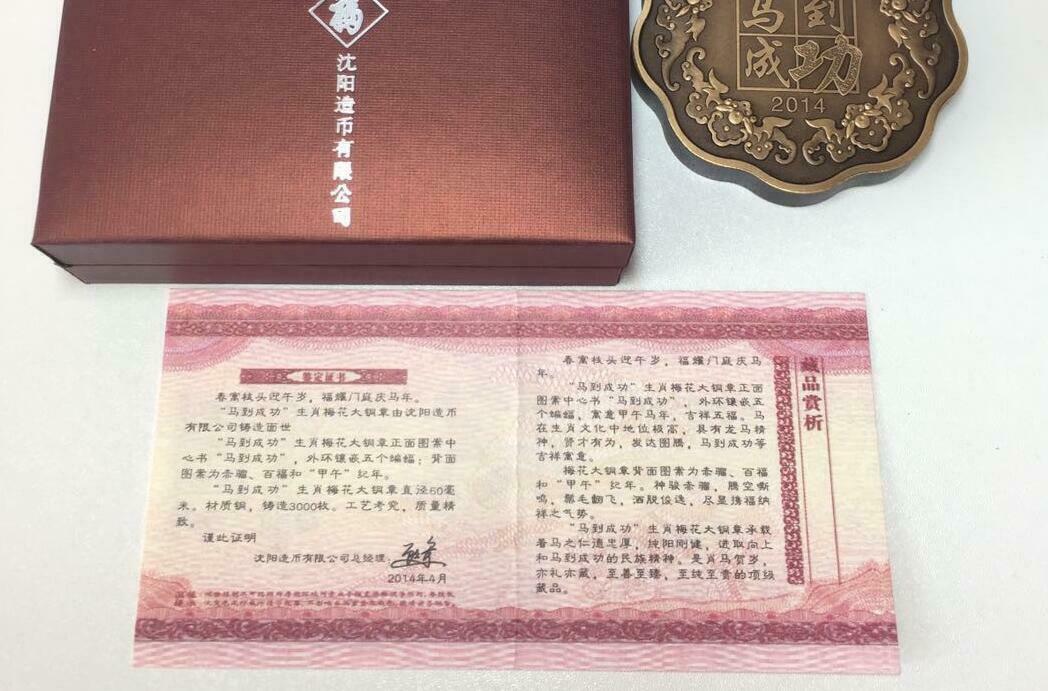 福
沈阳造币有限公司
马到
成功
2014
鉴定证书
春富枝头迎午岁，福耀门庭庆马年。
“马到成功”生肖梅花大铜章由沈阳造币
有限公司铸造面世
“马到成功”生肖梅花大铜章正面图案中
心书“马到成功”，外环镶嵌五个蝙蝠；背面
图案为奔骝、百福和“甲午”纪年。
“马到成功”生肖梅花大铜章直径60毫
米。材质铜，铸造3000枚。工艺考究，质量精
致。
谨此证明
沈阳造币有限公司总经理：
2014年4月
藏品赏析
春富枝头迎午岁，福耀门庭庆马
年。
“马到成功”生肖梅花大铜章正面
图案中心书“马到成功”，外环镶嵌五
个蝙蝠，寓意甲午马年，吉祥五福。马
在生肖文化中地位极高，具有龙马精
神，贤才有为，发达图腾，马到成功等
吉祥寓意。
梅花大铜章背面图案为奔骝、百福
和“甲午”纪年。神骏奔骝，腾空嘶
鸣，鬃毛翻飞，洒脱俊逸，尽显携福纳
祥之气势。
“马到成功”生肖梅花大铜章承载
着马之仁德忠厚，纯阳刚健，进取向上
和马到成功的民族精神。是肖马贺岁，
亦礼亦藏，至善至臻，至纯至贵的顶级
藏品。